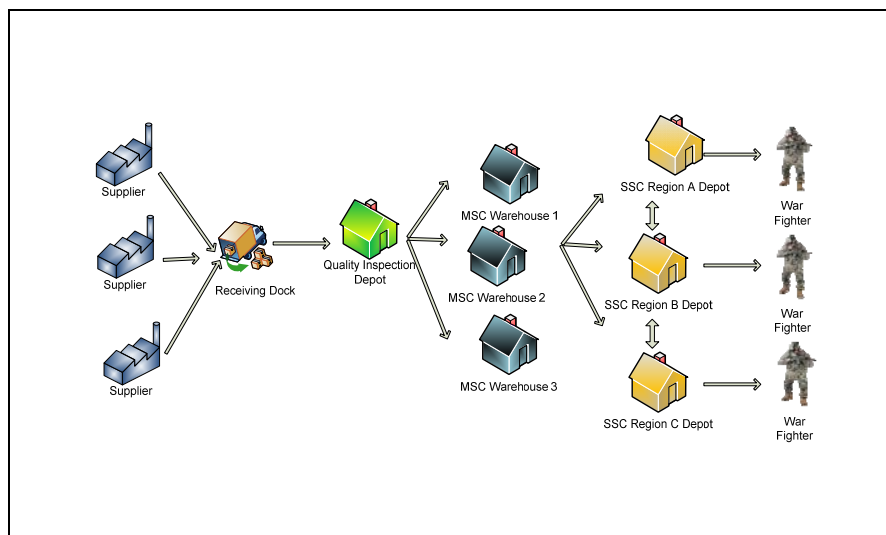 Supplier
Supplier
Supplier
Receiving Dock
Quality Inspection
Depot
MSC Warehouse 1
MSC Warehouse 2
MSC Warehouse 3
SSC Region A Depot
SSC Region B Depot
SSC Region C Depot
War
Fighter
War
Fighter
War
Fighter